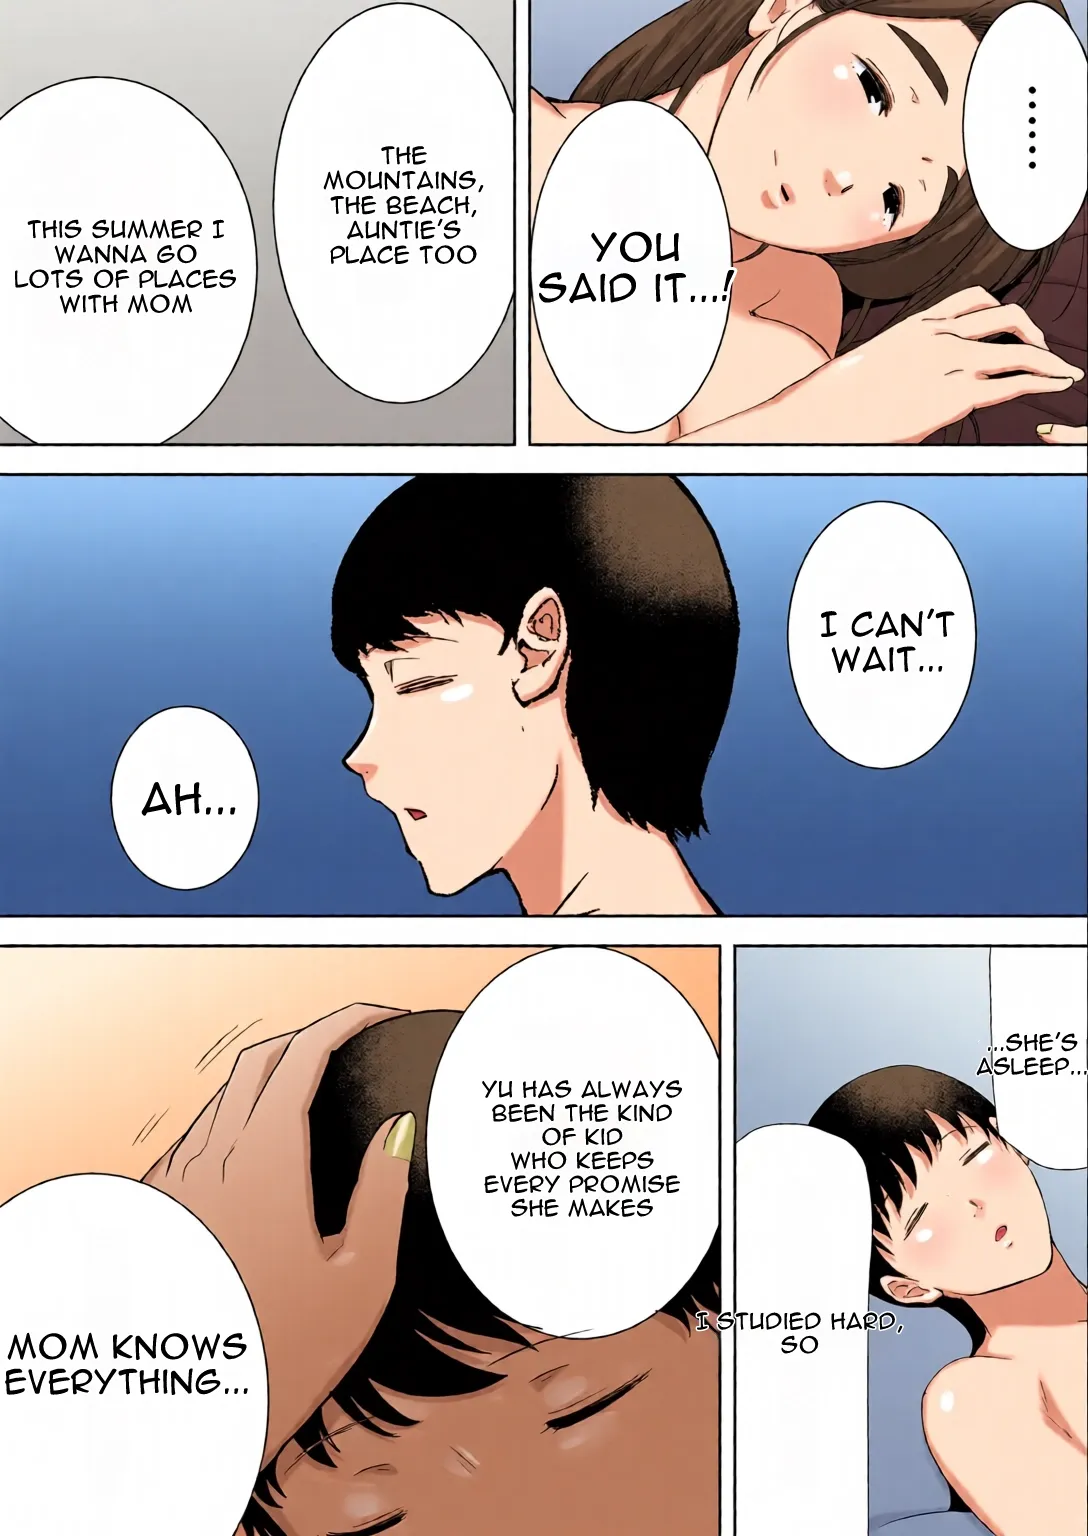 ......
YOU
SAID IT...!
THE
MOUNTAINS,
THE BEACH,
AUNTIE'S
PLACE TOO
THIS SUMMER I
WANNA GO
LOTS OF PLACES
WITH MOM
I CAN'T
WAIT...
AH...
...SHE'S
ASLEEP...
I STUDIED HARD,
SO
YU HAS ALWAYS
BEEN THE KIND
OF KID
WHO KEEPS
EVERY PROMISE
SHE MAKES
MOM KNOWS
EVERYTHING...